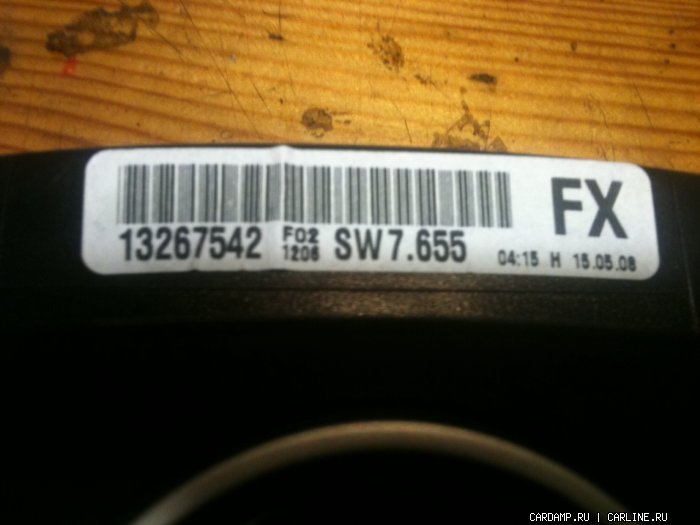 FX
13267542 F02 1206 SW7.655 04:15 H 15.05.08
CARDAMP.RU | CARLINE.RU